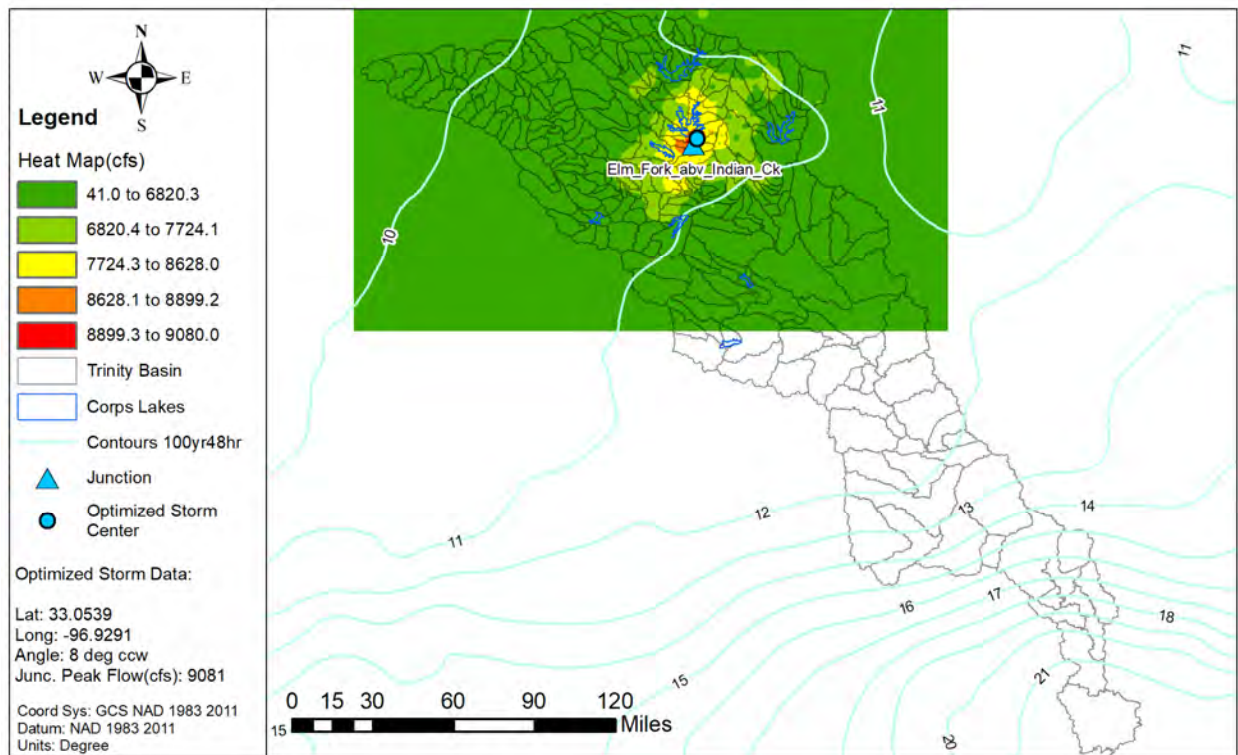 N
W E
S
Legend
Heat Map(cfs)
41.0 to 6820.3
6820.4 to 7724.1
7724.3 to 8628.0
8628.1 to 8899.2
8899.3 to 9080.0
Trinity Basin
Corps Lakes
Contours 100yr48hr
Junction
Optimized Storm
Center
Optimized Storm Data:
Lat: 33.0539
Long: -96.9291
Angle: 8 deg ccw
Junc. Peak Flow(cfs): 9081
Coord Sys: GCS NAD 1983 2011
Datum: NAD 1983 2011
Units: Degree
11
11
Elm_Fork_abv_Indian_Ck
10
12
13
14
11
16
17
18
15
21
20
15
0 15 30 60 90 120
Miles